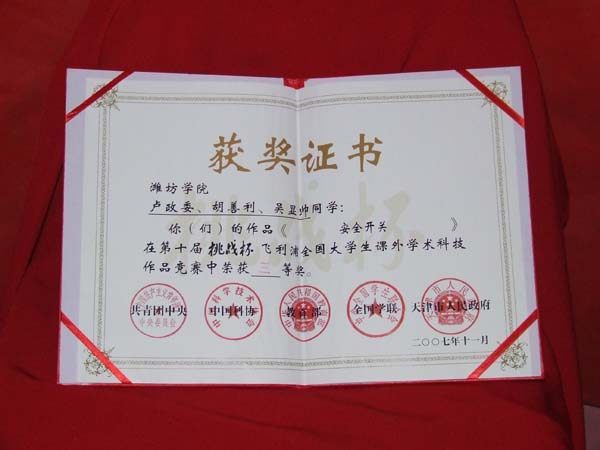 获奖证书
潍坊学院
卢政委、胡善利、吴显帅同学:
你(们)的作品《 安全开关 》
在第十届挑战杯飞利浦全国大学生课外学术科技
作品竞赛中荣获 三 等奖。
共青团中央 中国科协 教育部 全国学联 天津市人民政府
二〇〇七年十一月